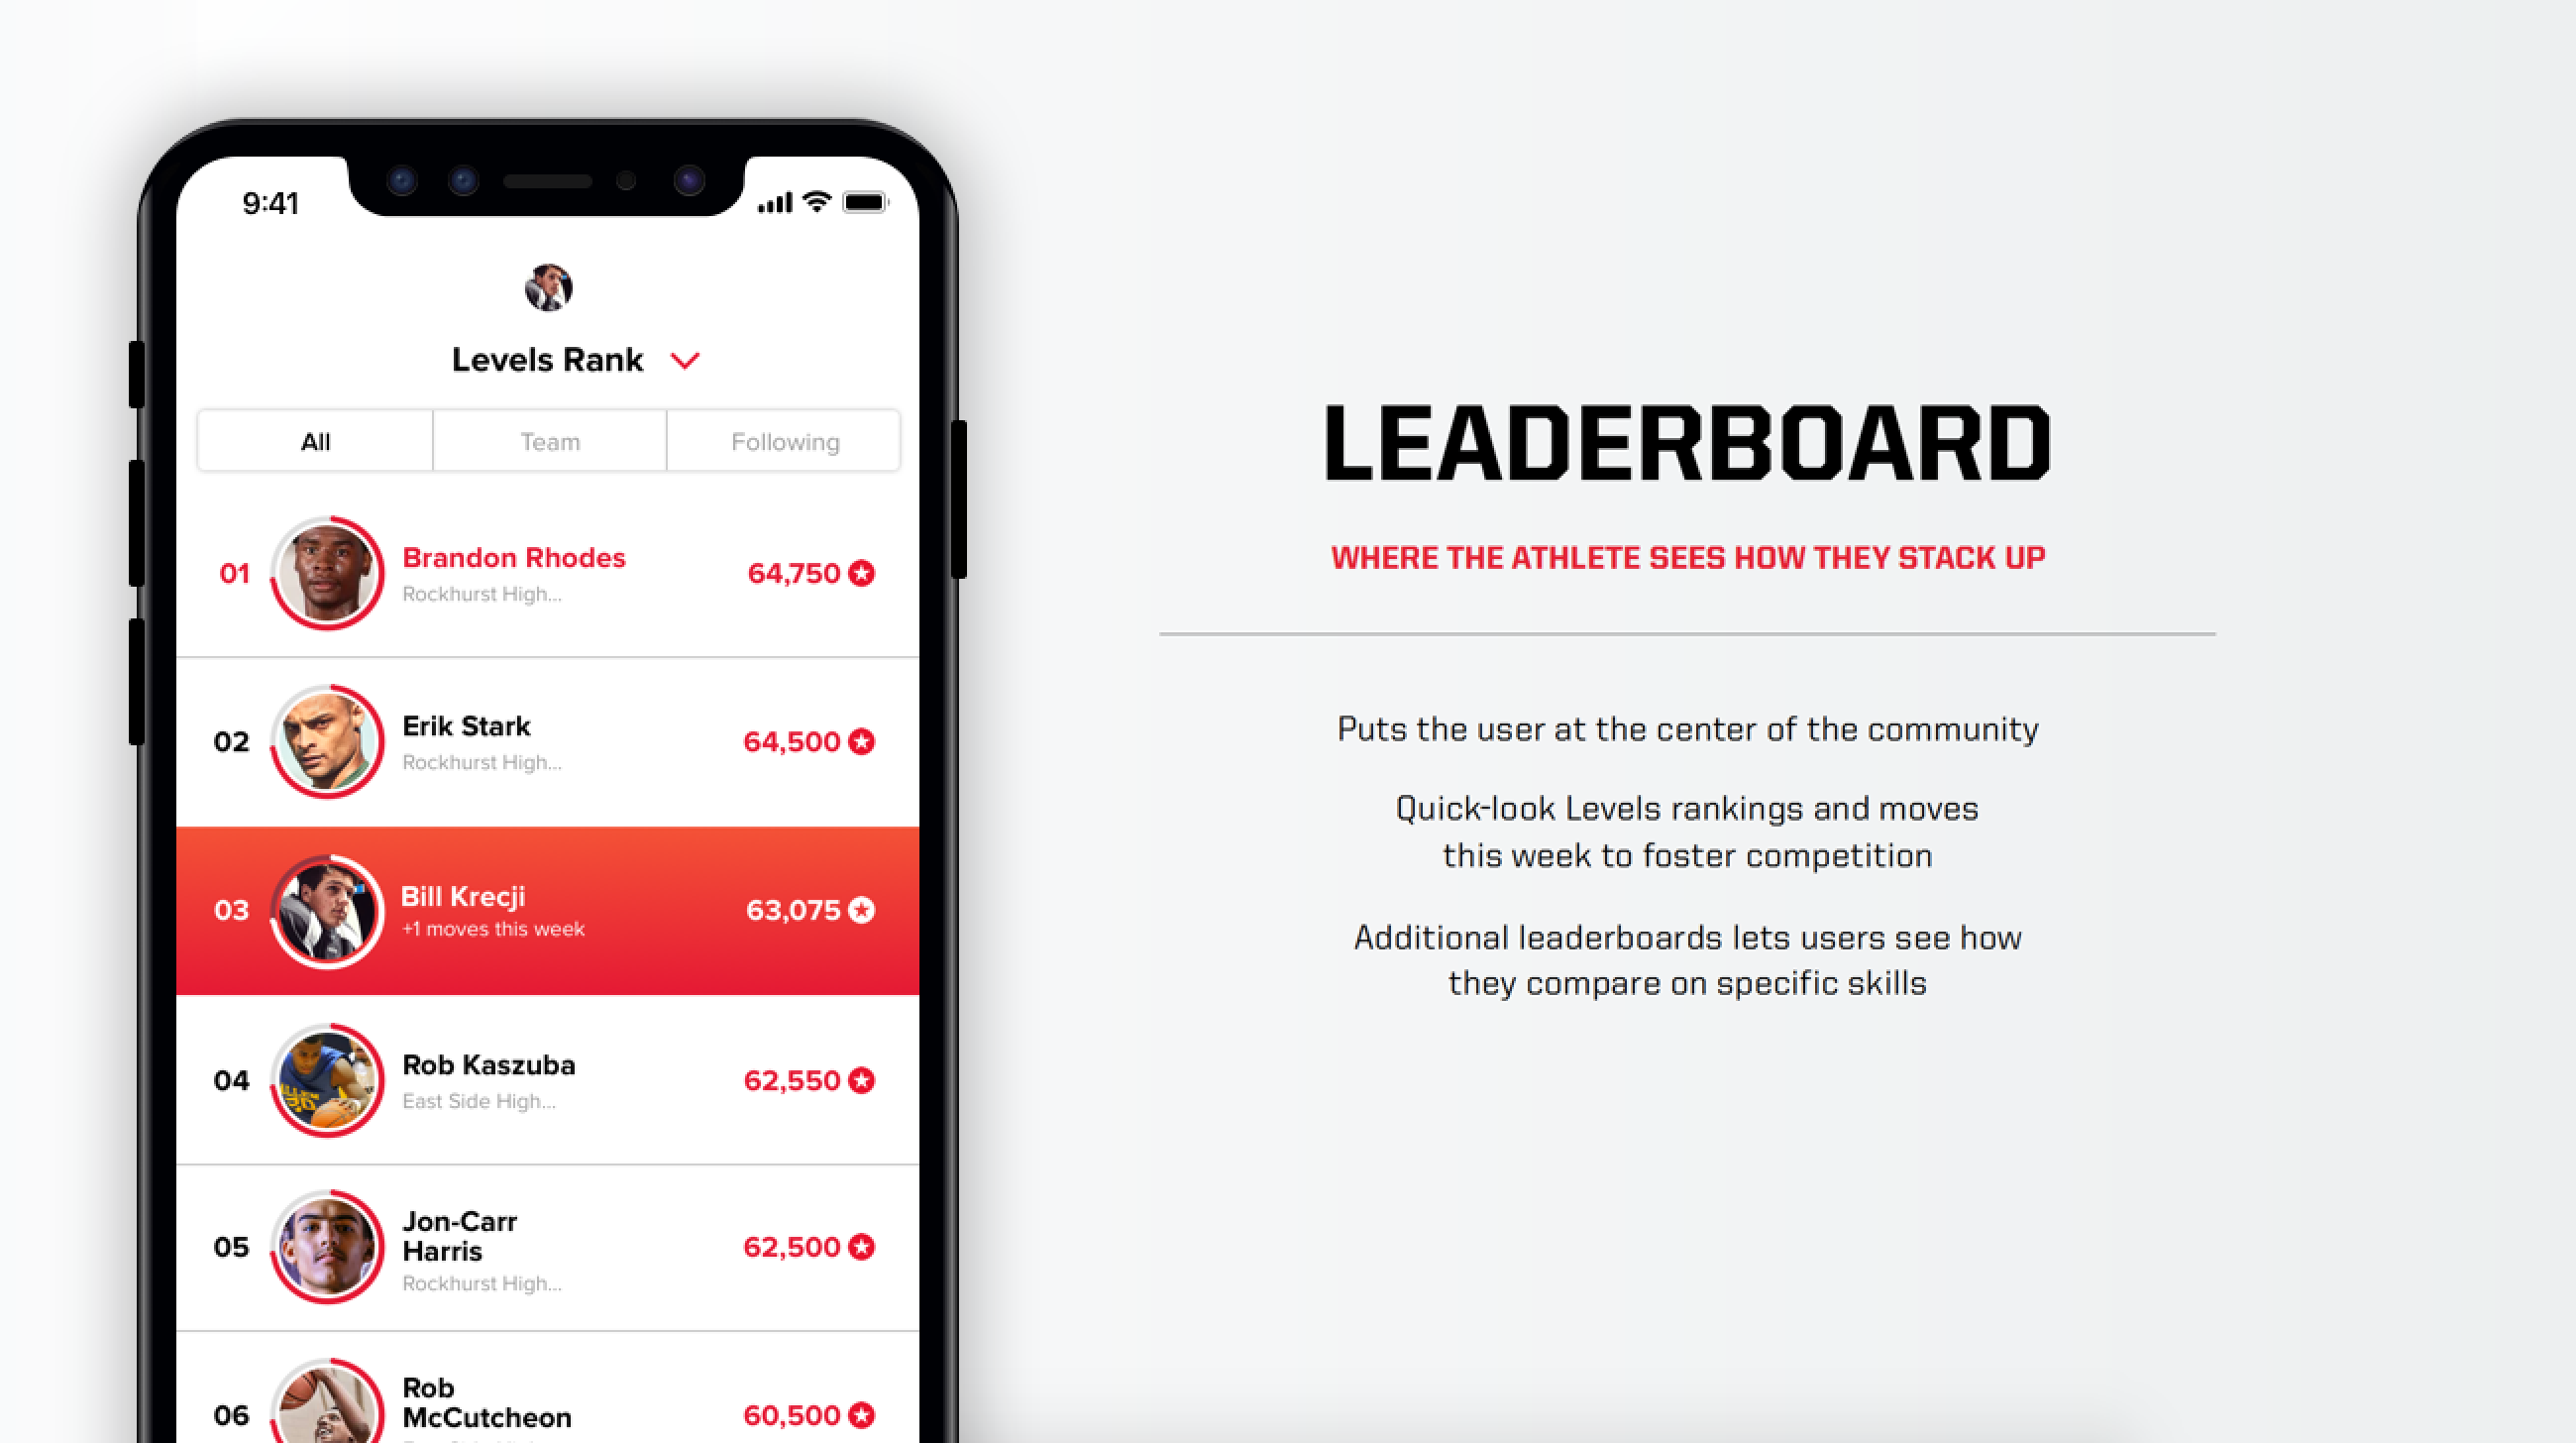 9:41
Levels Rank
All Team Following
01 Brandon Rhodes 64,750
Rockhurst High...
02 Erik Stark 64,500
Rockhurst High...
03 Bill Krecji 63,075
+1 moves this week
04 Rob Kaszuba 62,550
East Side High...
05 Jon-Carr
Harris 62,500
Rockhurst High...
06 Rob
McCutcheon 60,500
LEADERBOARD
WHERE THE ATHLETE SEES HOW THEY STACK UP
Puts the user at the center of the community
Quick-look Levels rankings and moves
this week to foster competition
Additional leaderboards lets users see how
they compare on specific skills